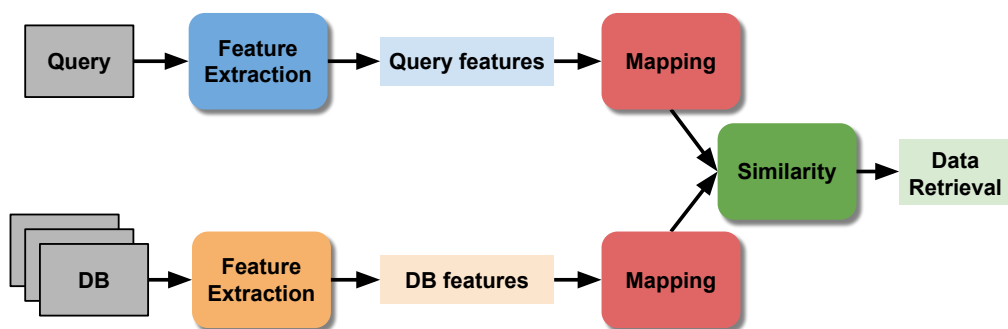 Query
Feature
Extraction
Query features
Mapping
Similarity
Data
Retrieval
DB
Feature
Extraction
DB features
Mapping